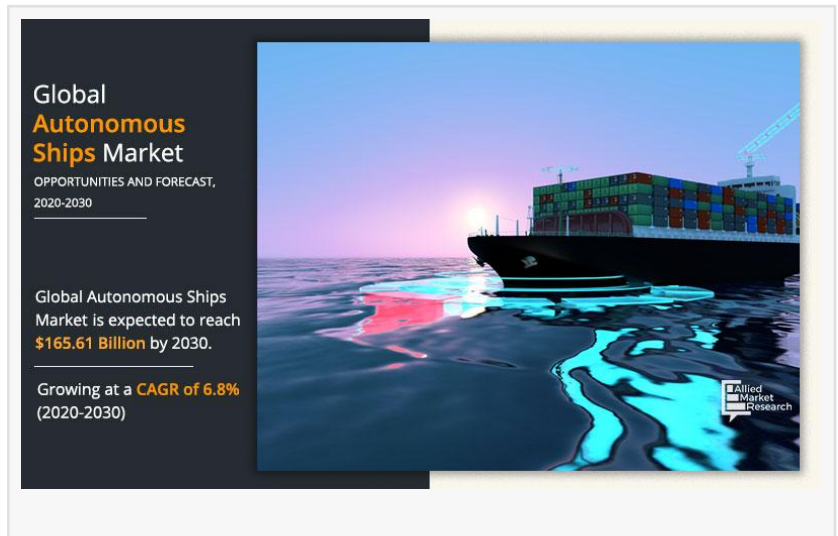 Global
Autonomous
Ships Market
OPPORTUNITIES AND FORECAST,
2020-2030
Global Autonomous Ships
Market is expected to reach
$165.61 Billion by 2030.
Growing at a CAGR of 6.8%
(2020-2030)
Allied
Market
Research